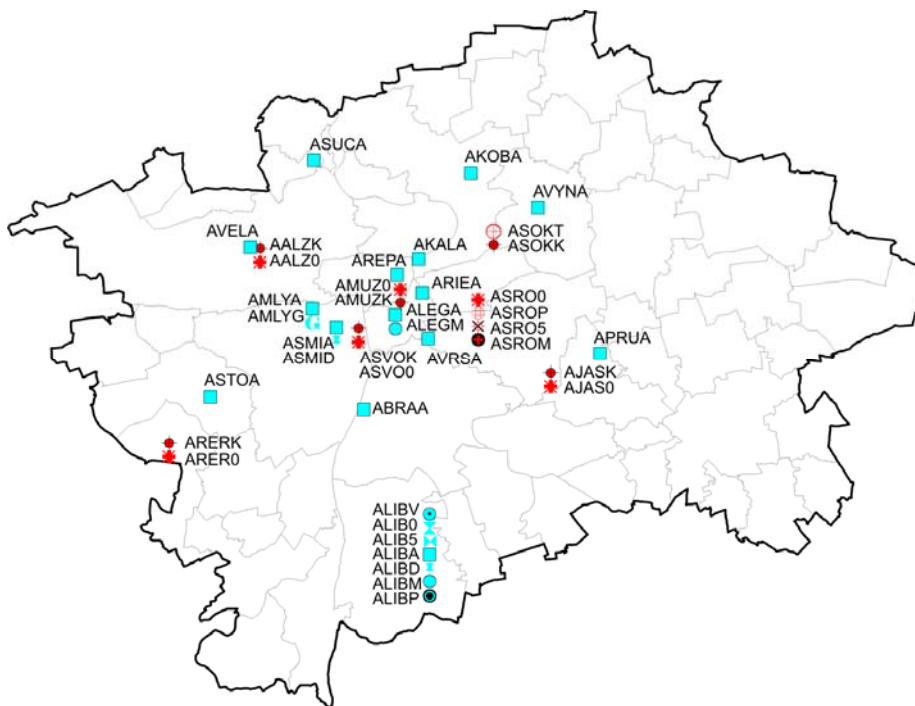 ASUCA
AKOBA
AVYNA
ASOKT
ASOKK
AVELA
AALZK
AALZ0
AKALA
AREPA
AMUZ0
AMUZK
ARIEA
ASRO0
ASROP
ASRO5
ASROM
AMLYA
AMLYG
ALEGA
ALEGM
ASMIA
ASMID
ASVOK
ASVO0
AVRSA
APRUA
AJASK
AJAS0
ASTOA
ABRAA
ARERK
ARER0
ALIBV
ALIB0
ALIB5
ALIBA
ALIBD
ALIBM
ALIBP